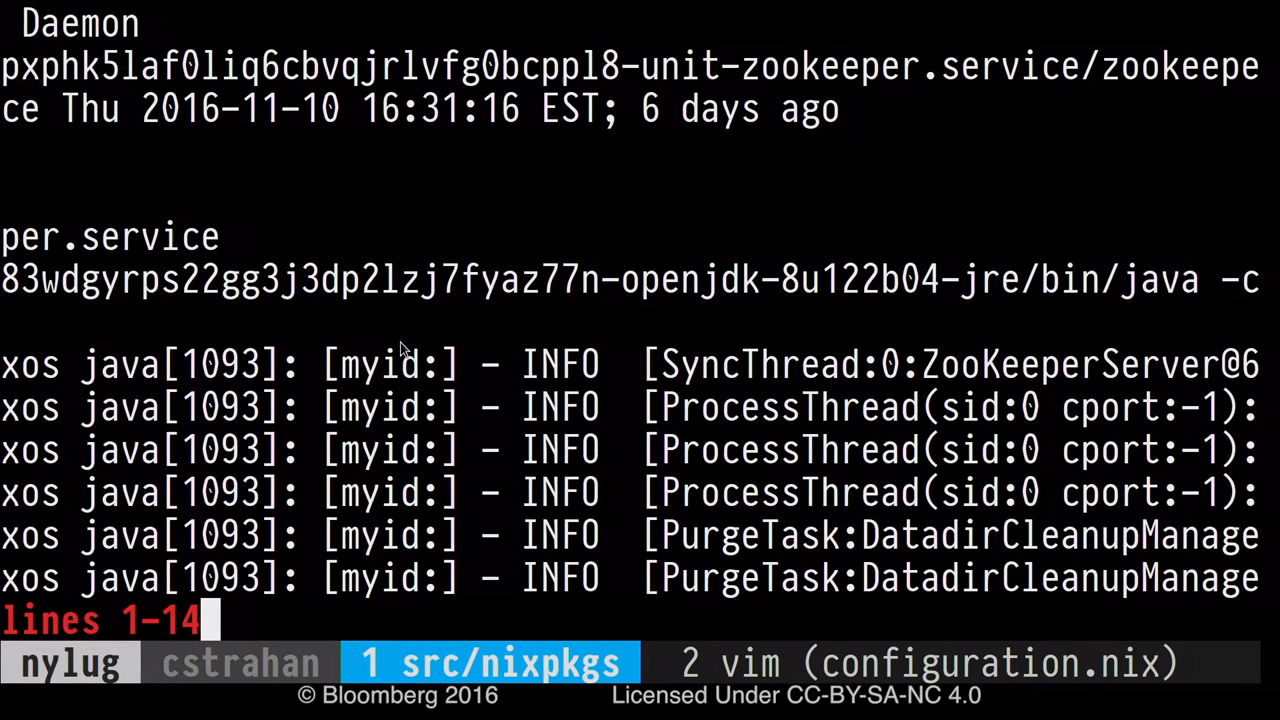 Daemon
pxphk5laf0liq6cbvqjrlvfg0bcppl8-unit-zookeeper.service/zookeepe
ce Thu 2016-11-10 16:31:16 EST; 6 days ago
per.service
83wdgyrps22gg3j3dp2lzj7fyaz77n-openjdk-8u122b04-jre/bin/java -c
xos java[1093]: [myid:] - INFO  [SyncThread:0:ZooKeeperServer@6
xos java[1093]: [myid:] - INFO  [ProcessThread(sid:0 cport:-1):
xos java[1093]: [myid:] - INFO  [ProcessThread(sid:0 cport:-1):
xos java[1093]: [myid:] - INFO  [ProcessThread(sid:0 cport:-1):
xos java[1093]: [myid:] - INFO  [PurgeTask:DatadirCleanupManage
xos java[1093]: [myid:] - INFO  [PurgeTask:DatadirCleanupManage
lines 1-14
nylug cstrahan 1 src/nixpkgs 2 vim (configuration.nix)
© Bloomberg 2016 Licensed Under CC-BY-SA-NC 4.0